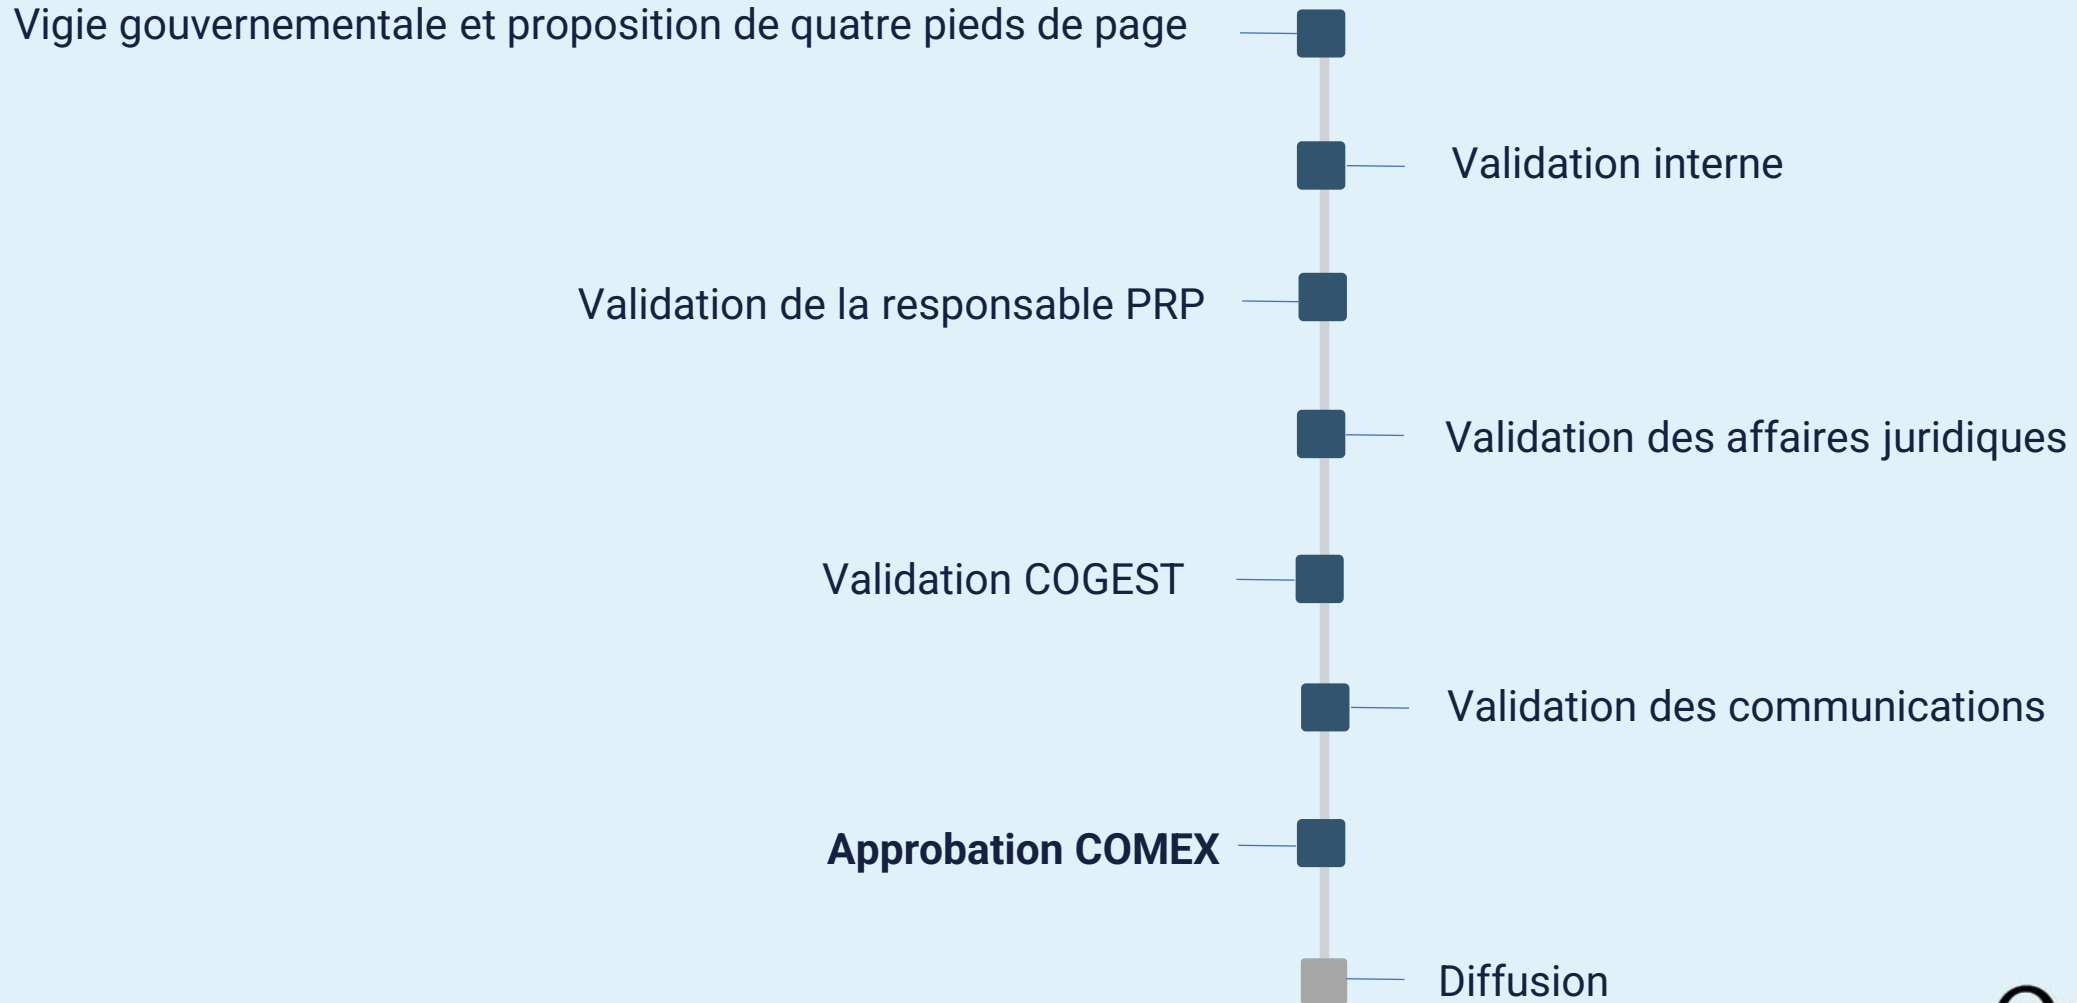 Vigie gouvernementale et proposition de quatre pieds de page
Validation interne
Validation de la responsable PRP
Validation des affaires juridiques
Validation COGEST
Validation des communications
Approbation COMEX
Diffusion